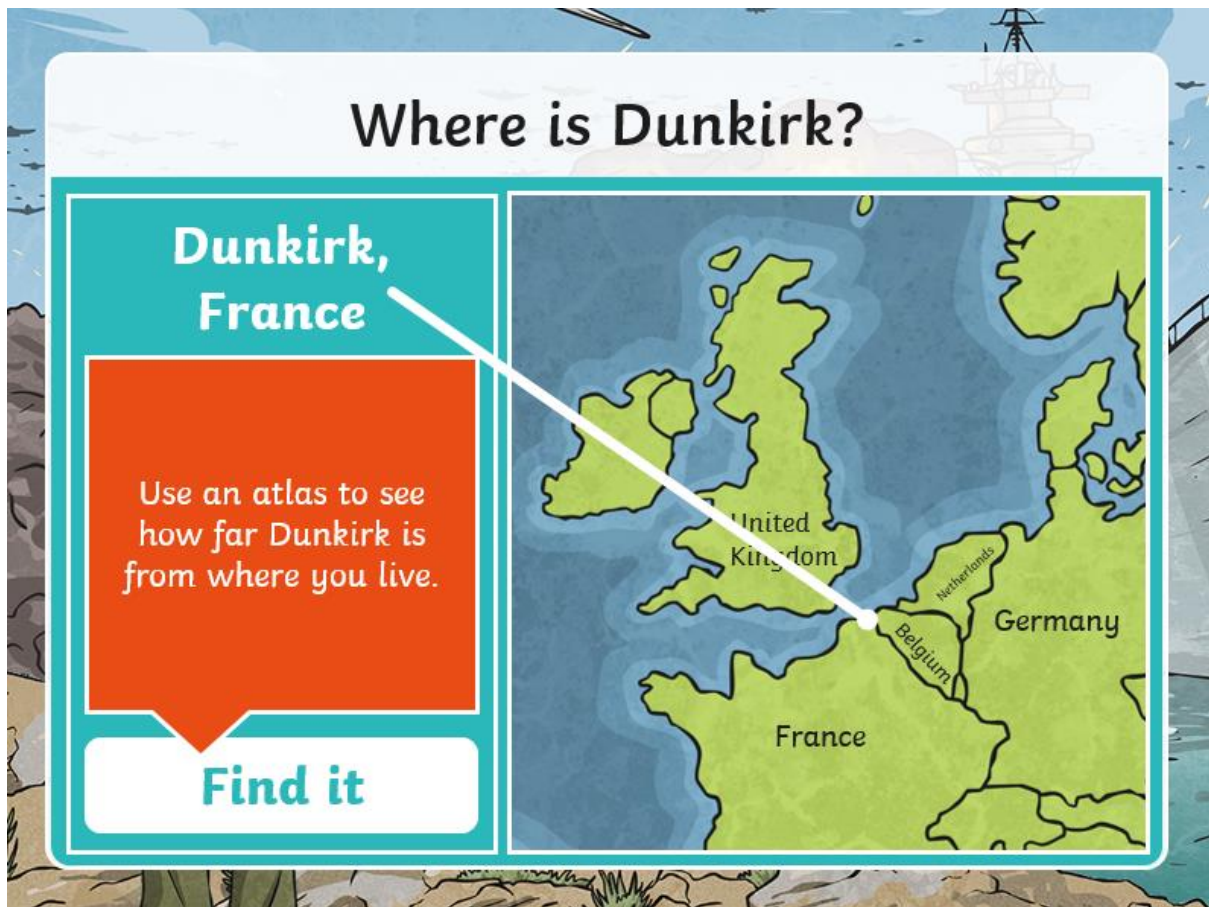 Where is Dunkirk?
Dunkirk,
France
Use an atlas to see
how far Dunkirk is
from where you live.
Find it
United
Kingdom
Netherlands
Belgium
Germany
France